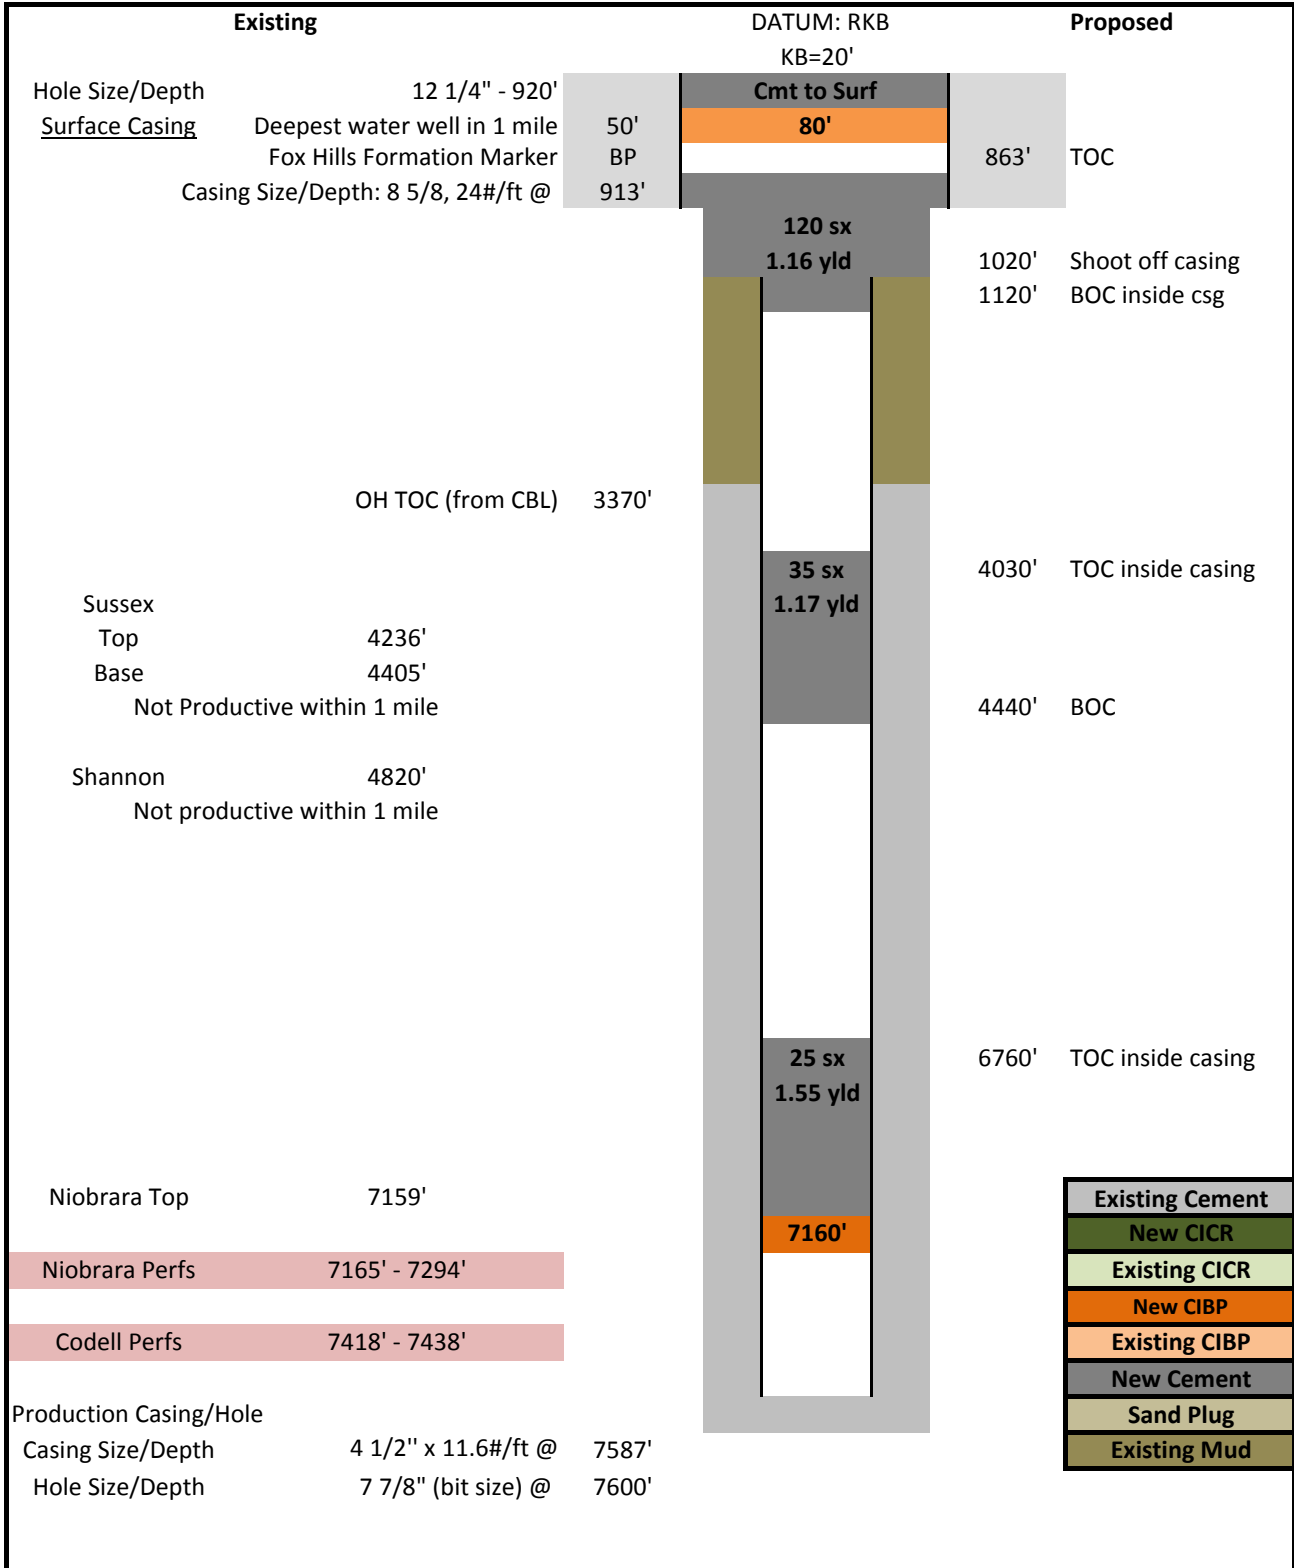 Existing DATUM: RKB Proposed
KB=20'
Hole Size/Depth 12 1/4" - 920' Cmt to Surf
Surface Casing Deepest water well in 1 mile 50' 80'
Fox Hills Formation Marker BP 863' TOC
Casing Size/Depth: 8 5/8, 24#/ft @ 913'
120 sx
1.16 yld 1020' Shoot off casing
1120' BOC inside csg
OH TOC (from CBL) 3370'
35 sx 4030' TOC inside casing
Sussex 1.17 yld
Top 4236'
Base 4405'
Not Productive within 1 mile 4440' BOC
Shannon 4820'
Not productive within 1 mile
25 sx 6760' TOC inside casing
1.55 yld
Niobrara Top 7159' Existing Cement
7160' New CICR
Niobrara Perfs 7165' - 7294' Existing CICR
New CIBP
Codell Perfs 7418' - 7438' Existing CIBP
New Cement
Production Casing/Hole Sand Plug
Casing Size/Depth 4 1/2'' x 11.6#/ft @ 7587' Existing Mud
Hole Size/Depth 7 7/8" (bit size) @ 7600'